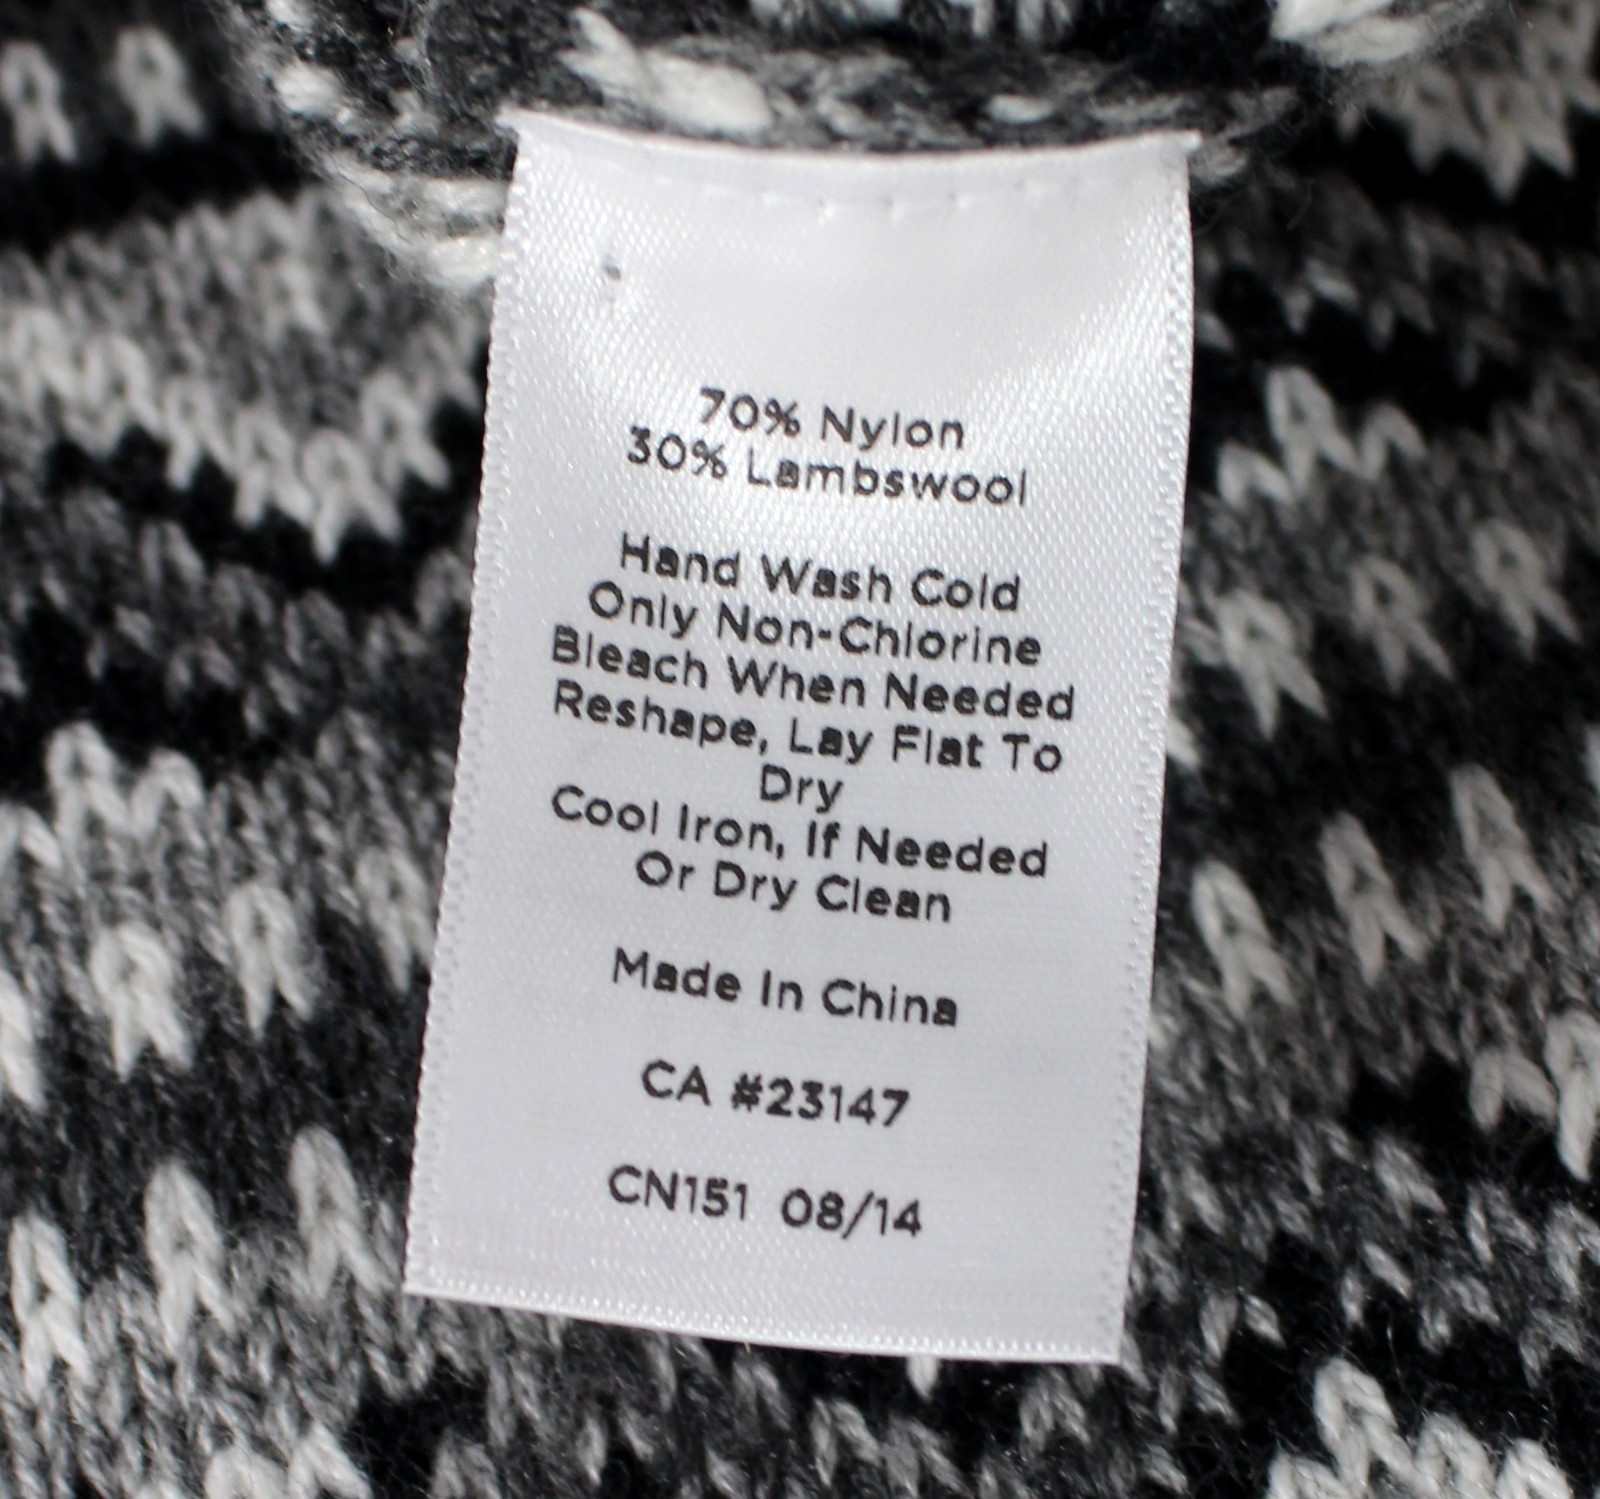 70% Nylon
30% Lambswool
Hand Wash Cold
Only Non-Chlorine
Bleach When Needed
Reshape, Lay Flat To
Dry
Cool Iron, If Needed
Or Dry Clean
Made In China
CA #23147
CN151 08/14